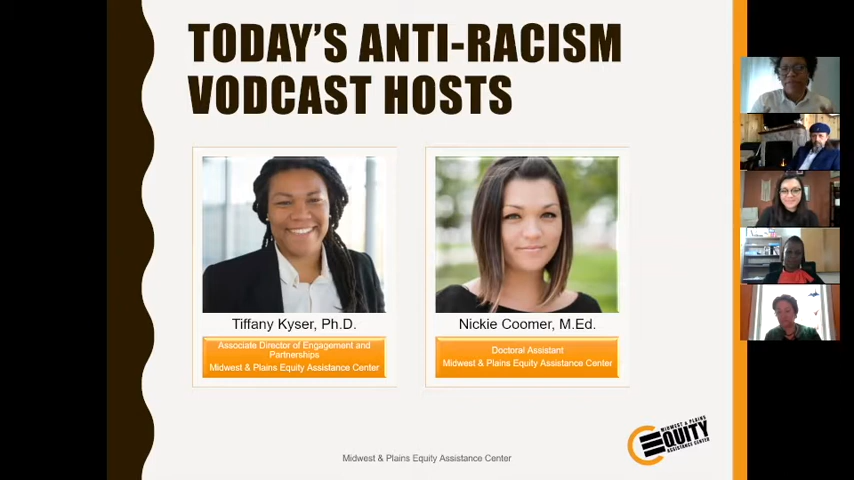 TODAY'S ANTI-RACISM
VODCAST HOSTS
Tiffany Kyser, Ph.D.
Associate Director of Engagement and
Partnerships
Midwest & Plains Equity Assistance Center
Nickie Coomer, M.Ed.
Doctoral Assistant
Midwest & Plains Equity Assistance Center
MIDWEST & PLAINS
EQUITY
ASSISTANCE CENTER
Midwest & Plains Equity Assistance Center